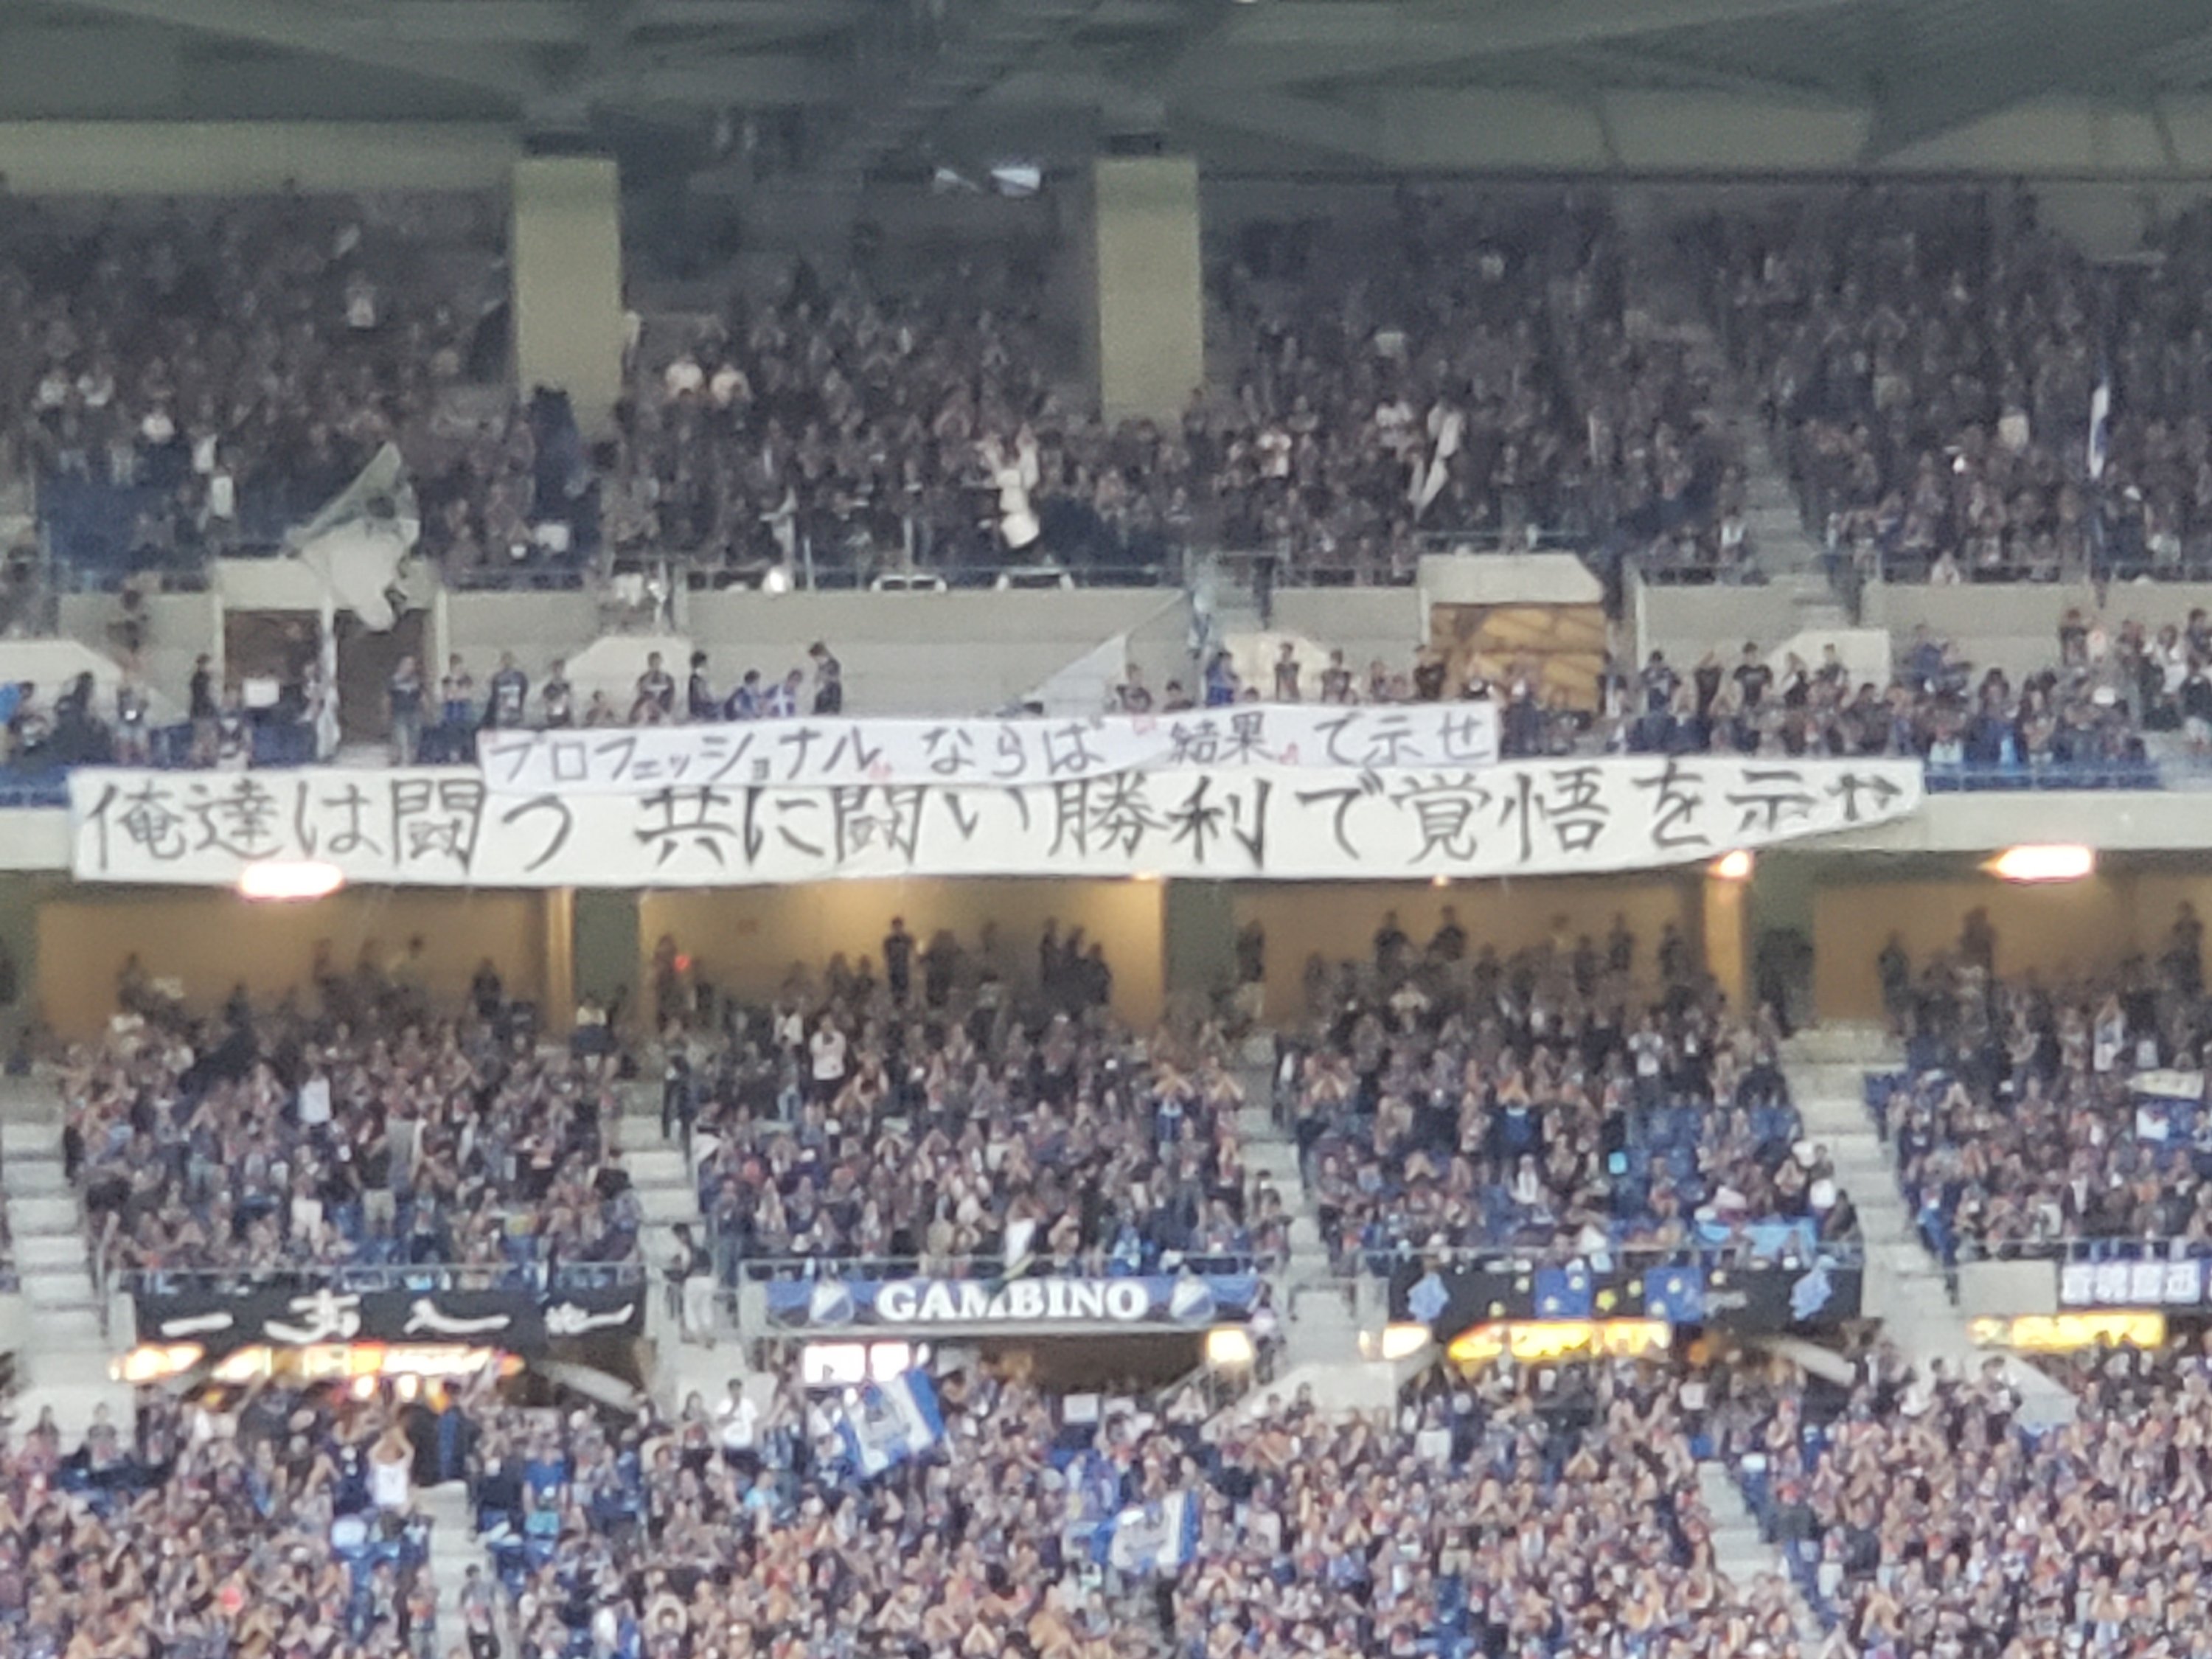 プロフェッショナルならば 結果で示せ
俺達は闘う 共に闘い勝利で覚悟を示せ
GAMBINO